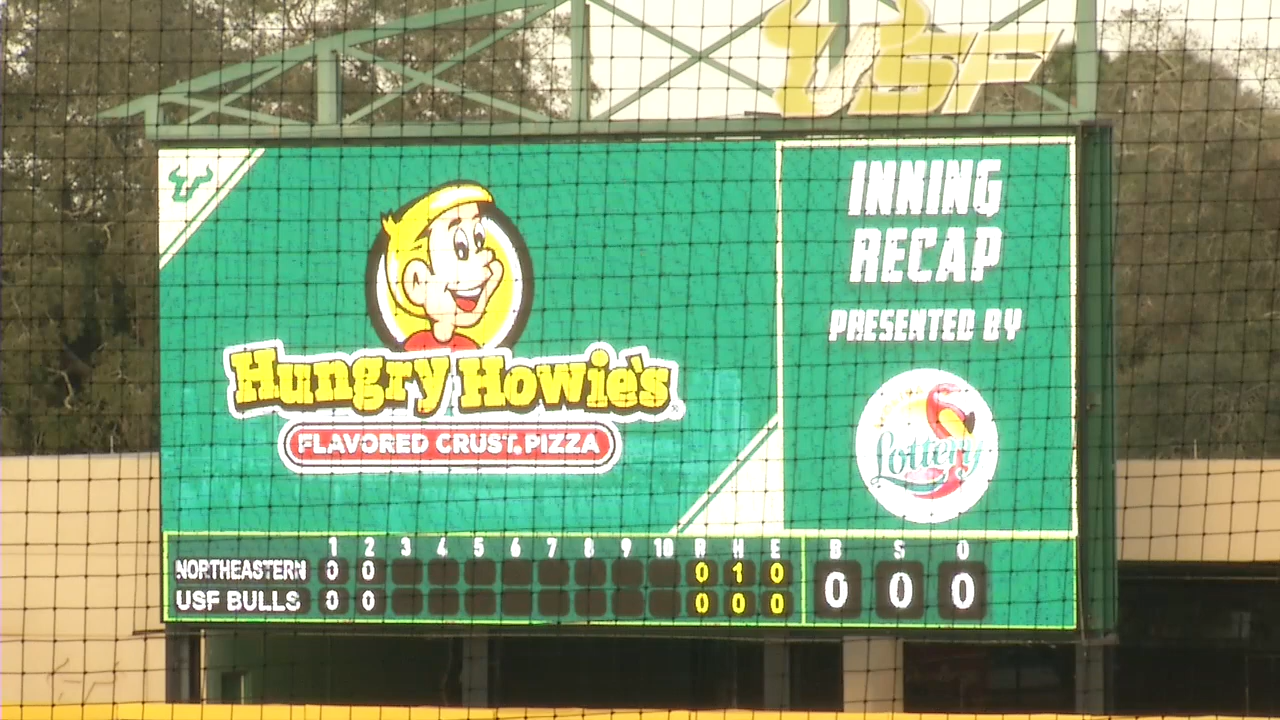 USF
INNING
RECAP
PRESENTED BY
Hungry Howie's
FLAVORED CRUST PIZZA
Lottery
1 2 3 4 5 6 7 8 9 10 R H E B S O
NORTHEASTERN 0 0 0 1 0
USF BULLS 0 0 0 0 0
0 0 0